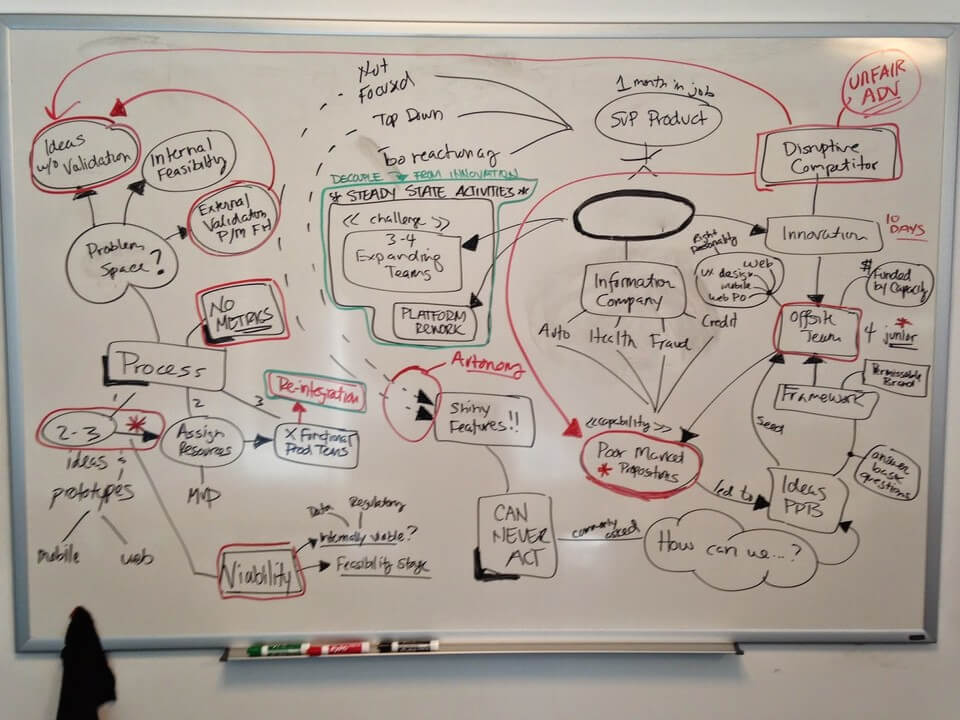 Not
Focused
Top Down
Too reactionary
1 month in job
SVP Product
UNFAIR
ADV
Disruptive
Competitor
Ideas
w/o Validation
Internal
Feasibility
External
Validation
P/M FH
Problem
Space?
DECOUPLE FROM INNOVATION
* STEADY STATE ACTIVITIES *
<< challenge >>
3-4
Expanding
Teams
PLATFORM
REWORK
Information
Company
Auto
Health
Fraud
Credit
Right
Personality
web
UX design
mobile
web PO
Innovation
10
DAYS
$ Funded
by Capacity
Offsite
Team
4 junior
*
Permissable
Brand
Framework
seed
NO
METRICS
Process
2
3
Re-integration
2-3
*
ideas
prototypes
mobile
web
Assign
Resources
MVP
X Functional
Prod Teams
Autonomy
Shiny
Features!!
<<capability>>
Poor Market
* Propositions
led to
Ideas
PPB
answer
basic
questions
CAN
NEVER
ACT
commonly
asked
How can we...?
Viability
Data
Regulatory
Internally viable?
Feasibility Stage